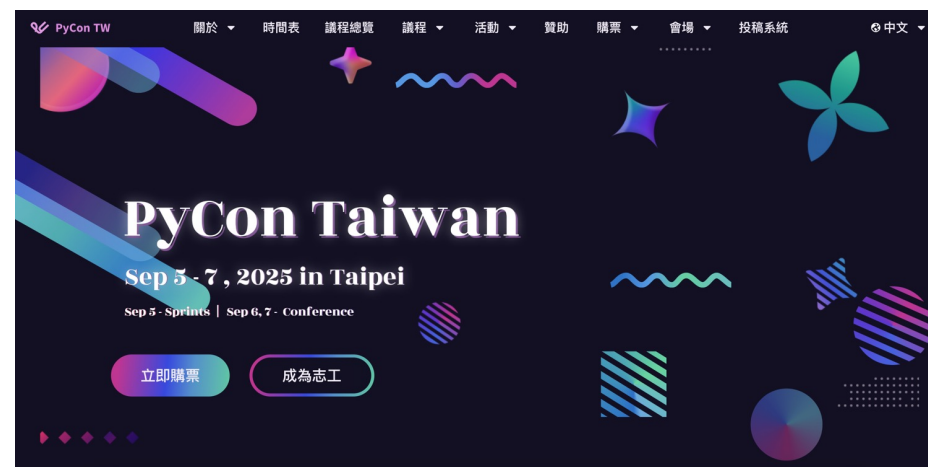 PyCon TW 關於 時間表 議程總覽 議程 活動 贊助 購票 會場 投稿系統 中文
PyCon Taiwan
Sep 5 - 7 , 2025 in Taipei
Sep 5 - Sprints | Sep 6, 7 - Conference
立即購票 成為志工